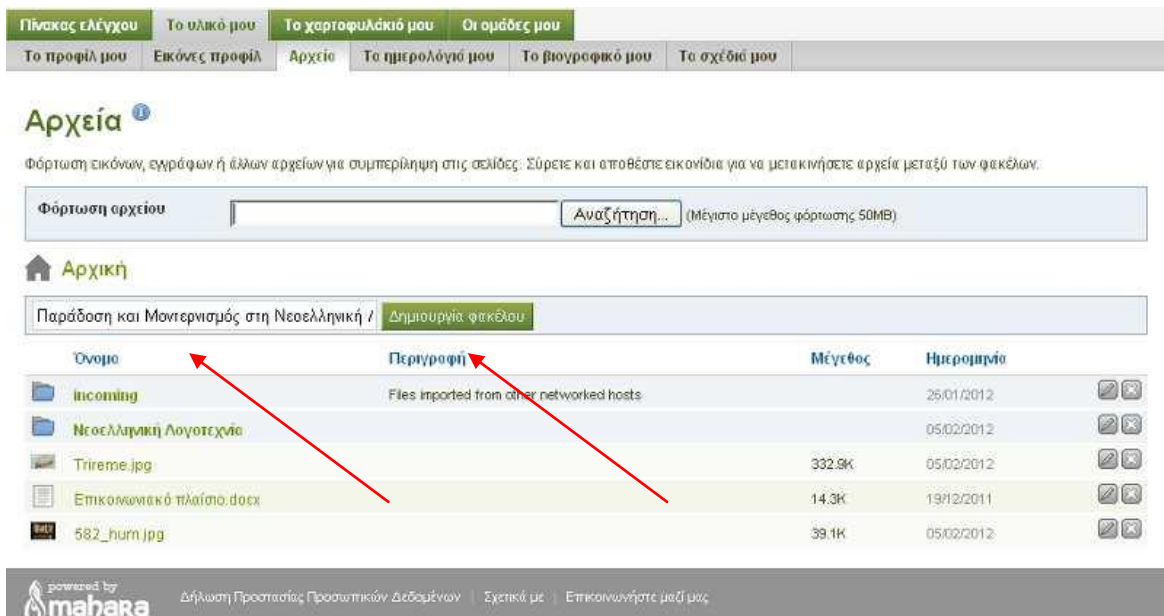 Πίνακας ελέγχου Το υλικό μου Το χαρτοφυλάκιό μου Οι ομάδες μου
Το προφίλ μου Εικόνες προφίλ Αρχεία Τα ημερολόγιά μου Το βιογραφικό μου Τα σχέδιά μου
Αρχεία
Φόρτωση εικόνων, εγγράφων ή άλλων αρχείων για συμπερίληψη στις σελίδες. Σύρετε και αποθέστε εικονίδια για να μετακινήσετε αρχεία μεταξύ των φακέλων.
Φόρτωση αρχείου Αναζήτηση... (Μέγιστο μέγεθος φόρτωσης 50MB)
Αρχική
Παράδοση και Μοντερνισμός στη Νεοελληνική Δημιουργία φακέλου
Όνομα Περιγραφή Μέγεθος Ημερομηνία
incoming Files imported from other networked hosts 26/01/2012
Νεοελληνική Λογοτεχνία 05/02/2012
Trireme.jpg 332.9K 05/02/2012
Επικοινωνιακό πλαίσιο.docx 14.3K 19/12/2011
582_hum.jpg 39.1K 05/02/2012
powered by
mahara Δήλωση Προστασίας Προσωπικών Δεδομένων | Σχετικά με | Επικοινωνήστε μαζί μας